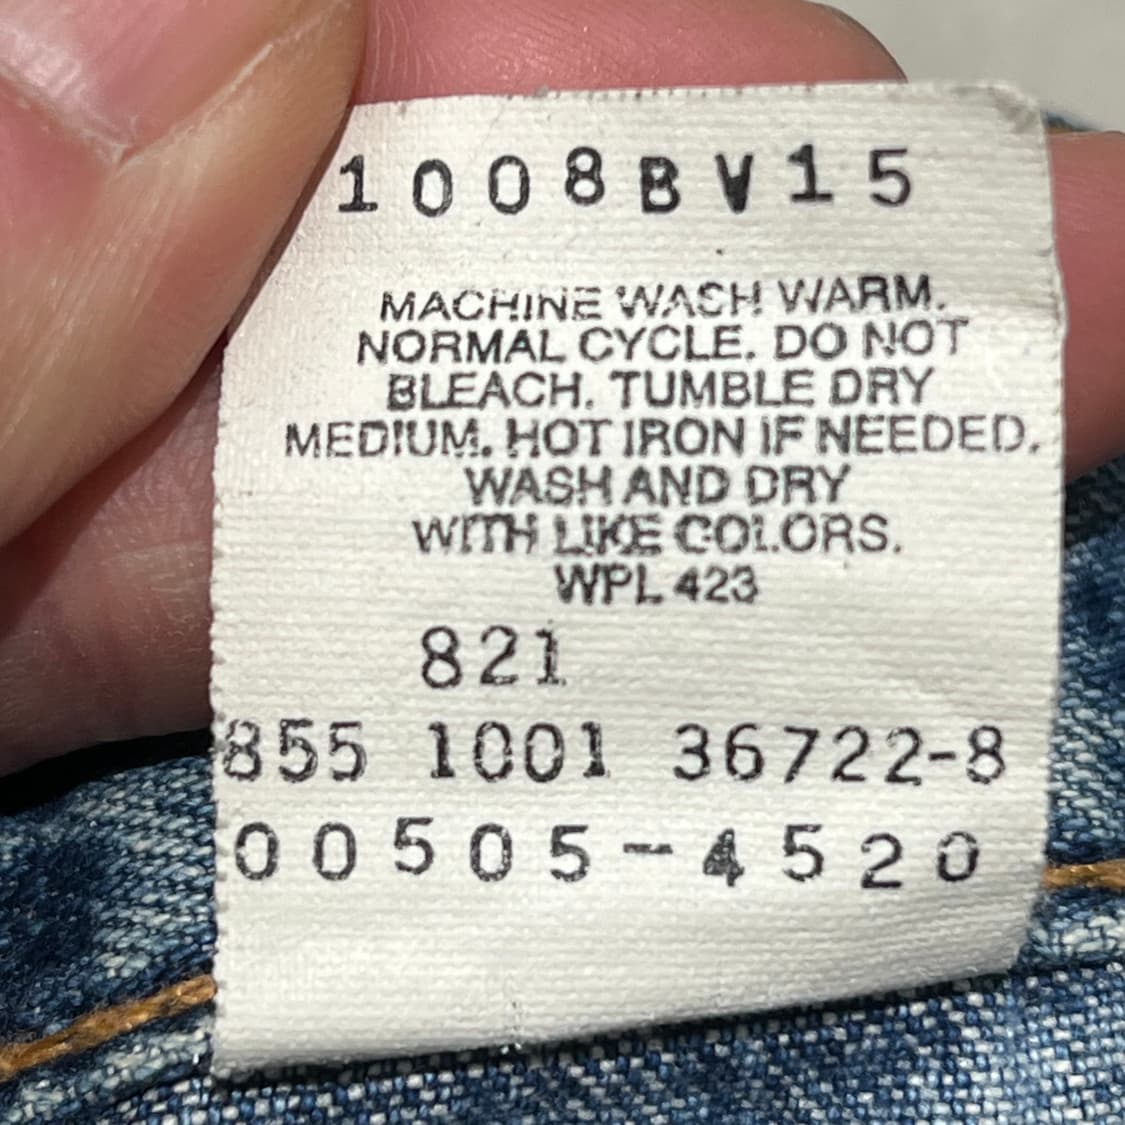 1008BV15
MACHINE WASH WARM.
NORMAL CYCLE. DO NOT
BLEACH. TUMBLE DRY
MEDIUM. HOT IRON IF NEEDED.
WASH AND DRY
WITH LIKE COLORS.
WPL 423
821
855 1001 36722-8
00505-4520